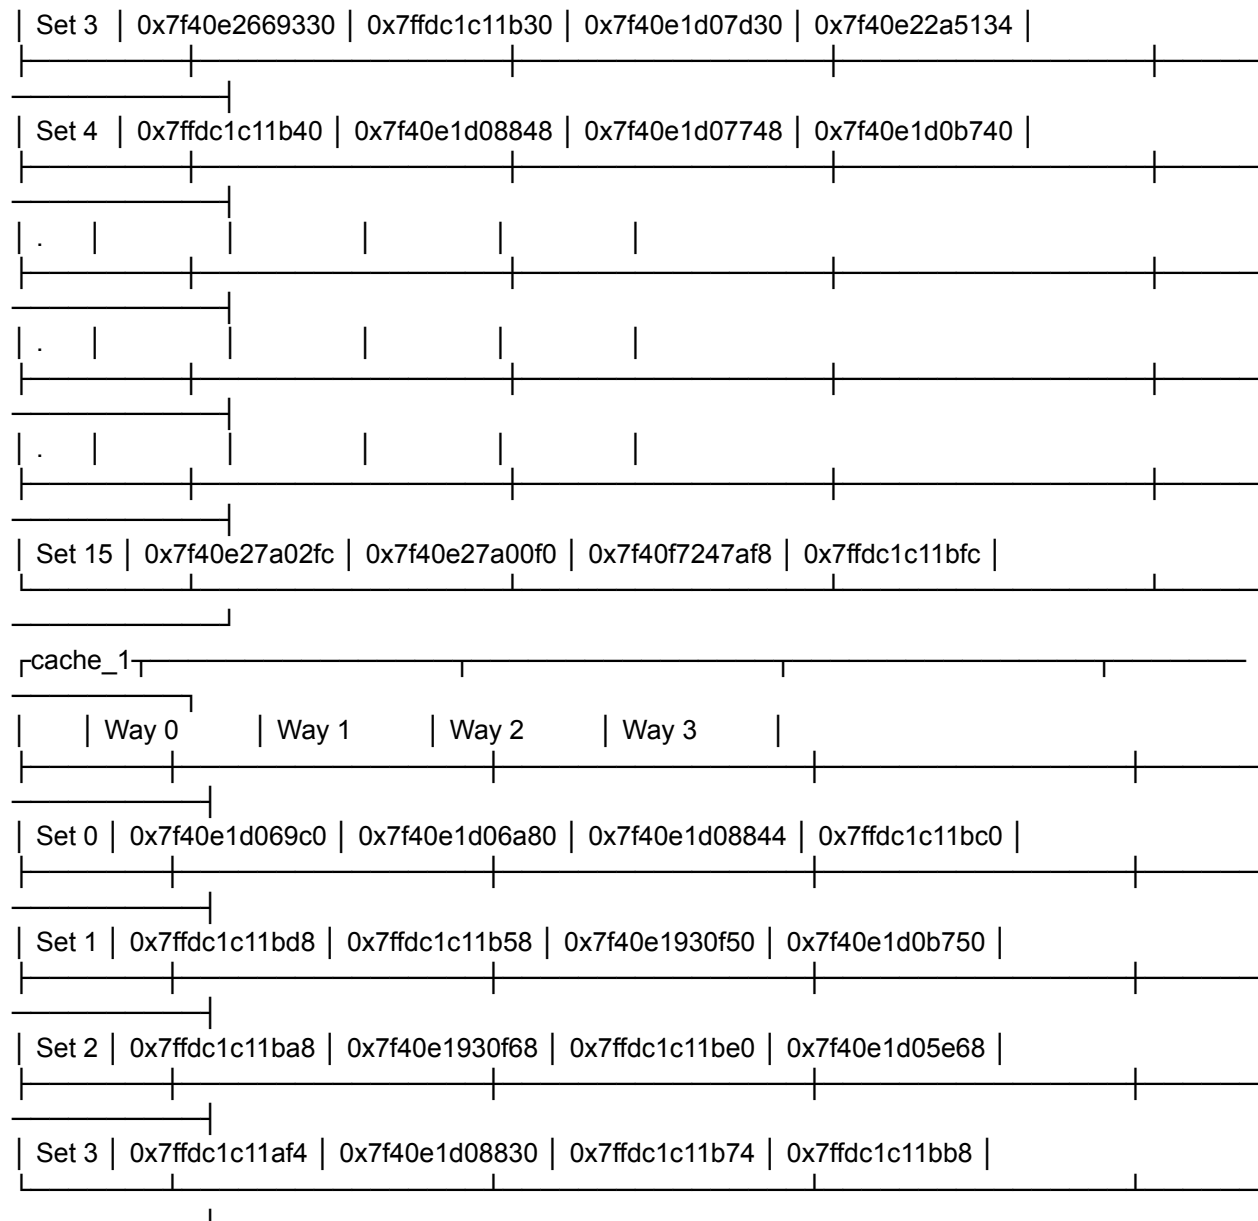 │ Set 3 │ 0x7f40e2669330 │ 0x7ffdc1c11b30 │ 0x7f40e1d07d30 │ 0x7f40e22a5134 │
│ Set 4 │ 0x7ffdc1c11b40 │ 0x7f40e1d08848 │ 0x7f40e1d07748 │ 0x7f40e1d0b740 │
│ . │ │ │ │ │
│ . │ │ │ │ │
│ . │ │ │ │ │
│ Set 15 │ 0x7f40e27a02fc │ 0x7f40e27a00f0 │ 0x7f40f7247af8 │ 0x7ffdc1c11bfc │
cache_1
│ │ Way 0 │ Way 1 │ Way 2 │ Way 3 │
│ Set 0 │ 0x7f40e1d069c0 │ 0x7f40e1d06a80 │ 0x7f40e1d08844 │ 0x7ffdc1c11bc0 │
│ Set 1 │ 0x7ffdc1c11bd8 │ 0x7ffdc1c11b58 │ 0x7f40e1930f50 │ 0x7f40e1d0b750 │
│ Set 2 │ 0x7ffdc1c11ba8 │ 0x7f40e1930f68 │ 0x7ffdc1c11be0 │ 0x7f40e1d05e68 │
│ Set 3 │ 0x7ffdc1c11af4 │ 0x7f40e1d08830 │ 0x7ffdc1c11b74 │ 0x7ffdc1c11bb8 │